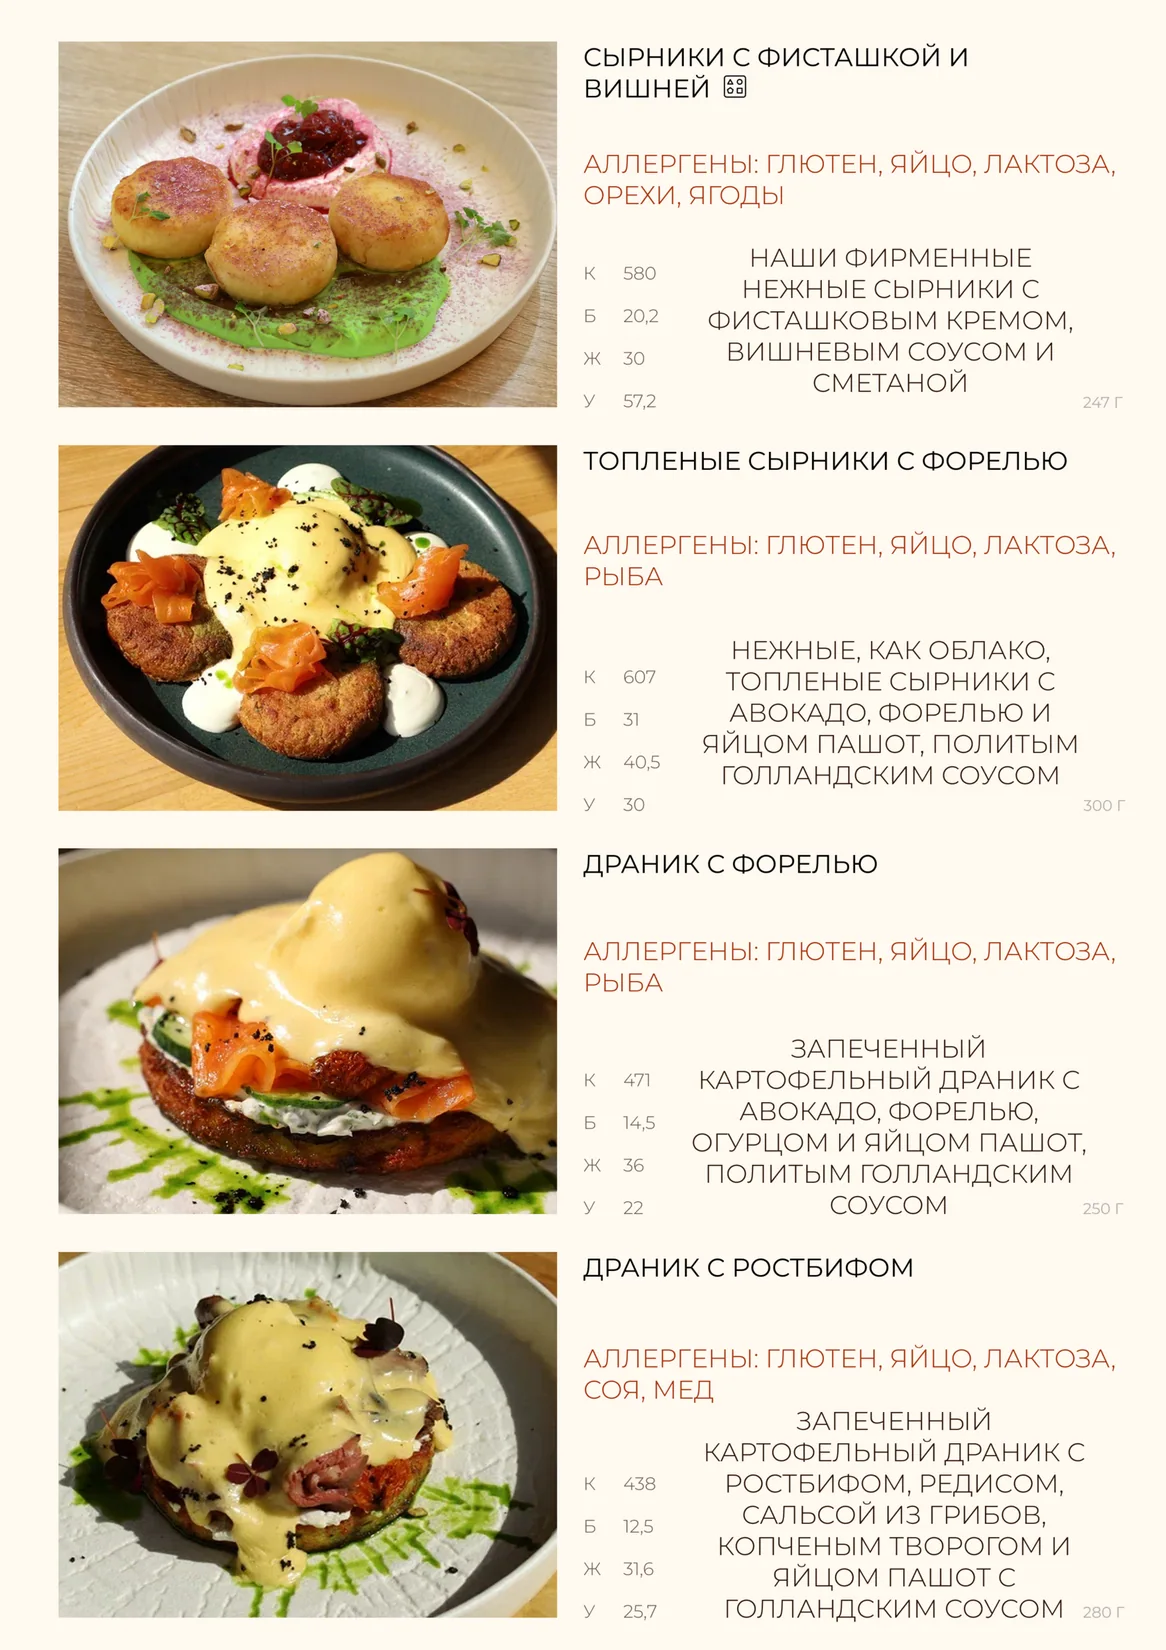 СЫРНИКИ С ФИСТАШКОЙ И
ВИШНЕЙ
АЛЛЕРГЕНЫ: ГЛЮТЕН, ЯЙЦО, ЛАКТОЗА,
ОРЕХИ, ЯГОДЫ
К 580
Б 20,2
Ж 30
У 57,2
НАШИ ФИРМЕННЫЕ
НЕЖНЫЕ СЫРНИКИ С
ФИСТАШКОВЫМ КРЕМОМ,
ВИШНЕВЫМ СОУСОМ И
СМЕТАНОЙ
247 Г
ТОПЛЕНЫЕ СЫРНИКИ С ФОРЕЛЬЮ
АЛЛЕРГЕНЫ: ГЛЮТЕН, ЯЙЦО, ЛАКТОЗА,
РЫБА
К 607
Б 31
Ж 40,5
У 30
НЕЖНЫЕ, КАК ОБЛАКО,
ТОПЛЕНЫЕ СЫРНИКИ С
АВОКАДО, ФОРЕЛЬЮ И
ЯЙЦОМ ПАШОТ, ПОЛИТЫМ
ГОЛЛАНДСКИМ СОУСОМ
300 Г
ДРАНИК С ФОРЕЛЬЮ
АЛЛЕРГЕНЫ: ГЛЮТЕН, ЯЙЦО, ЛАКТОЗА,
РЫБА
К 471
Б 14,5
Ж 36
У 22
ЗАПЕЧЕННЫЙ
КАРТОФЕЛЬНЫЙ ДРАНИК С
АВОКАДО, ФОРЕЛЬЮ,
ОГУРЦОМ И ЯЙЦОМ ПАШОТ,
ПОЛИТЫМ ГОЛЛАНДСКИМ
СОУСОМ
250 Г
ДРАНИК С РОСТБИФОМ
АЛЛЕРГЕНЫ: ГЛЮТЕН, ЯЙЦО, ЛАКТОЗА,
СОЯ, МЕД
К 438
Б 12,5
Ж 31,6
У 25,7
ЗАПЕЧЕННЫЙ
КАРТОФЕЛЬНЫЙ ДРАНИК С
РОСТБИФОМ, РЕДИСОМ,
САЛЬСОЙ ИЗ ГРИБОВ,
КОПЧЕНЫМ ТВОРОГОМ И
ЯЙЦОМ ПАШОТ С
ГОЛЛАНДСКИМ СОУСОМ
280 Г